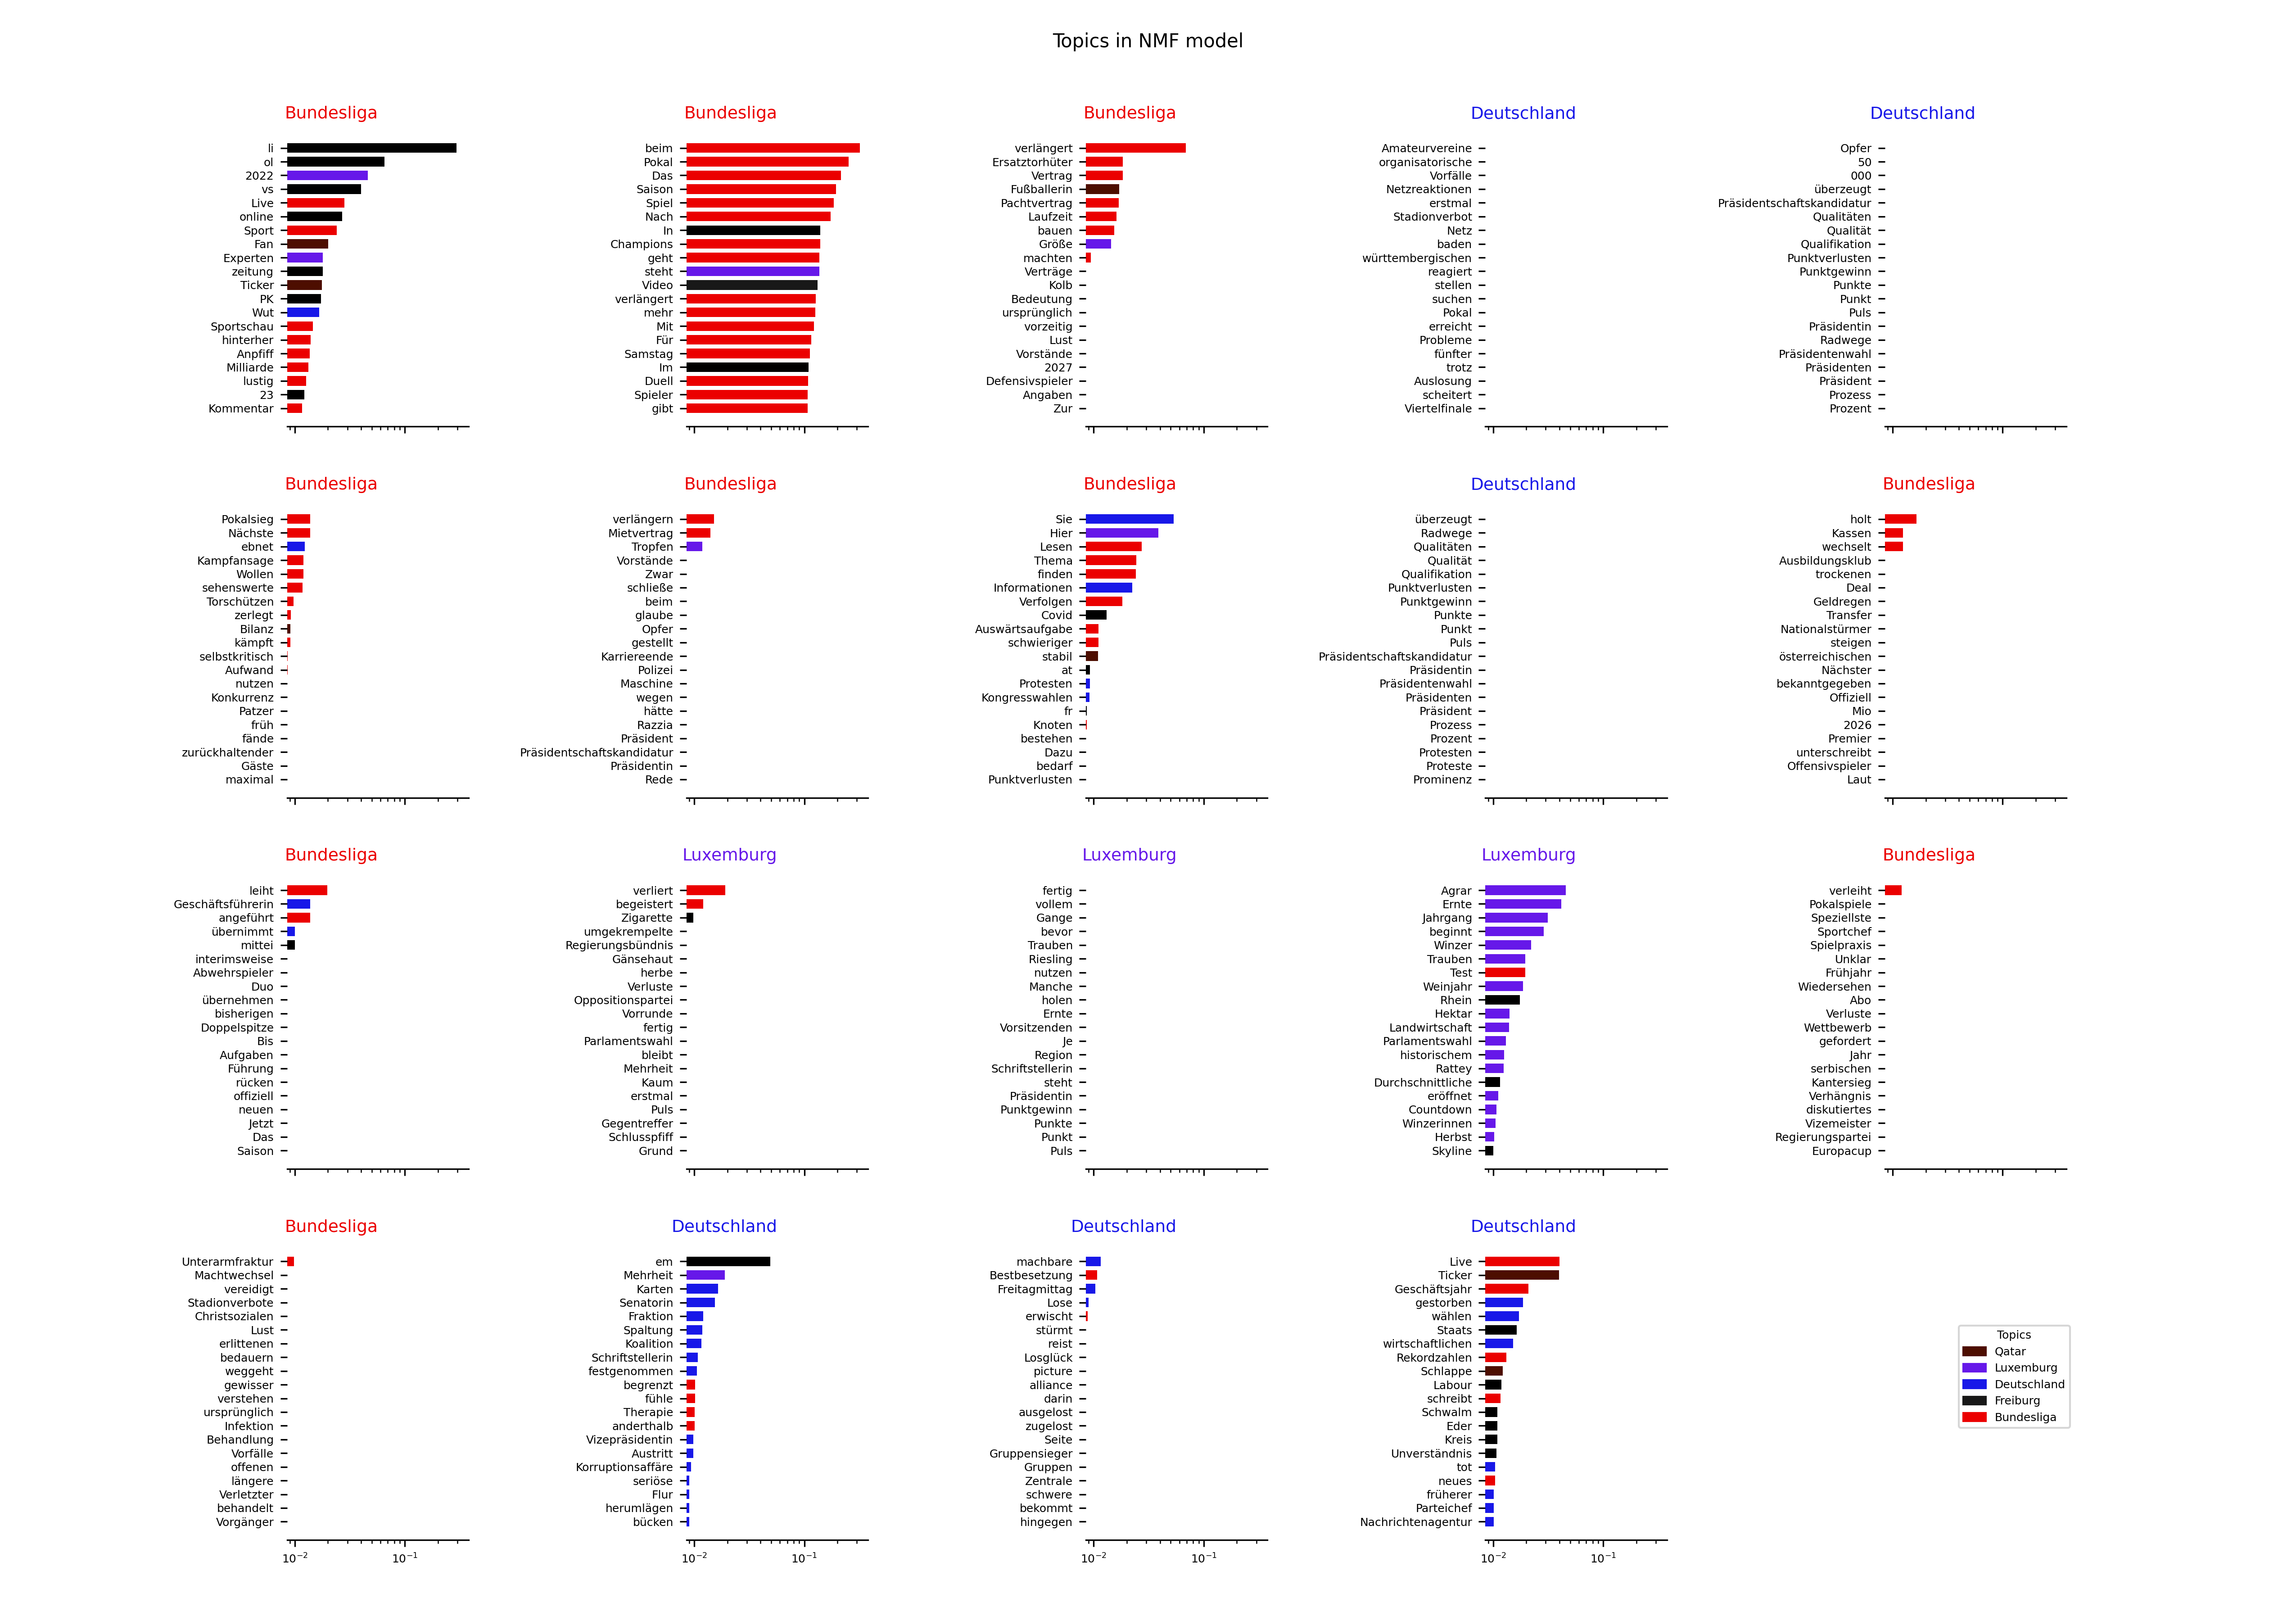 Topics in NMF model
Bundesliga
li
ol
2022
vs
Live
online
Sport
Fan
Experten
zeitung
Ticker
PK
Wut
Sportschau
hinterher
Anpfiff
Milliarde
lustig
23
Kommentar
Bundesliga
beim
Pokal
Das
Saison
Spiel
Nach
In
Champions
geht
steht
Video
verlängert
mehr
Mit
Für
Samstag
Im
Duell
Spieler
gibt
Bundesliga
verlängert
Ersatztorhüter
Vertrag
Fußballerin
Pachtvertrag
Laufzeit
bauen
Größe
machten
Verträge
Kolb
Bedeutung
ursprünglich
vorzeitig
Lust
Vorstände
2027
Defensivspieler
Angaben
Zur
Deutschland
Amateurvereine
organisatorische
Vorfälle
Netzreaktionen
erstmal
Stadionverbot
Netz
baden
württembergischen
reagiert
stellen
suchen
Pokal
erreicht
Probleme
fünfter
trotz
Auslosung
scheitert
Viertelfinale
Deutschland
Opfer
50
000
überzeugt
Präsidentschaftskandidatur
Qualitäten
Qualität
Qualifikation
Punktverlusten
Punktgewinn
Punkte
Punkt
Puls
Präsidentin
Radwege
Präsidentenwahl
Präsidenten
Präsident
Prozess
Prozent
Bundesliga
Pokalsieg
Nächste
ebnet
Kampfansage
Wollen
sehenswerte
Torschützen
zerlegt
Bilanz
kämpft
selbstkritisch
Aufwand
nutzen
Konkurrenz
Patzer
früh
fände
zurückhaltender
Gäste
maximal
Bundesliga
verlängern
Mietvertrag
Tropfen
Vorstände
Zwar
schließe
beim
glaube
Opfer
gestellt
Karriereende
Polizei
Maschine
wegen
hätte
Razzia
Präsident
Präsidentschaftskandidatur
Präsidentin
Rede
Bundesliga
Sie
Hier
Lesen
Thema
finden
Informationen
Verfolgen
Covid
Auswärtsaufgabe
schwieriger
stabil
at
Protesten
Kongresswahlen
fr
Knoten
bestehen
Dazu
bedarf
Punktverlusten
Deutschland
überzeugt
Radwege
Qualitäten
Qualität
Qualifikation
Punktverlusten
Punktgewinn
Punkte
Punkt
Puls
Präsidentschaftskandidatur
Präsidentin
Präsidentenwahl
Präsidenten
Präsident
Prozess
Prozent
Protesten
Proteste
Prominenz
Bundesliga
holt
Kassen
wechselt
Ausbildungsklub
trockenen
Deal
Geldregen
Transfer
Nationalstürmer
steigen
österreichischen
Nächster
bekanntgegeben
Offiziell
Mio
2026
Premier
unterschreibt
Offensivspieler
Laut
Bundesliga
leiht
Geschäftsführerin
angeführt
übernimmt
mittei
interimsweise
Abwehrspieler
Duo
übernehmen
bisherigen
Doppelspitze
Bis
Aufgaben
Führung
rücken
offiziell
neuen
Jetzt
Das
Saison
Luxemburg
verliert
begeistert
Zigarette
umgekrempelte
Regierungsbündnis
Gänsehaut
herbe
Verluste
Oppositionspartei
Vorrunde
fertig
Parlamentswahl
bleibt
Mehrheit
Kaum
erstmal
Puls
Gegentreffer
Schlusspfiff
Grund
Luxemburg
fertig
vollem
Gange
bevor
Trauben
Riesling
nutzen
Manche
holen
Ernte
Vorsitzenden
Je
Region
Schriftstellerin
steht
Präsidentin
Punktgewinn
Punkte
Punkt
Puls
Luxemburg
Agrar
Ernte
Jahrgang
beginnt
Winzer
Trauben
Test
Weinjahr
Rhein
Hektar
Landwirtschaft
Parlamentswahl
historischem
Rattey
Durchschnittliche
eröffnet
Countdown
Winzerinnen
Herbst
Skyline
Bundesliga
verleiht
Pokalspiele
Speziellste
Sportchef
Spielpraxis
Unklar
Frühjahr
Wiedersehen
Abo
Verluste
Wettbewerb
gefordert
Jahr
serbischen
Kantersieg
Verhängnis
diskutiertes
Vizemeister
Regierungspartei
Europacup
Bundesliga
Unterarmfraktur
Machtwechsel
vereidigt
Stadionverbote
Christsozialen
Lust
erlittenen
bedauern
weggeht
gewisser
verstehen
ursprünglich
Infektion
Behandlung
Vorfälle
offenen
längere
Verletzter
behandelt
Vorgänger
10⁻² 10⁻¹
Deutschland
em
Mehrheit
Karten
Senatorin
Fraktion
Spaltung
Koalition
Schriftstellerin
festgenommen
begrenzt
fühle
Therapie
anderthalb
Vizepräsidentin
Austritt
Korruptionsaffäre
seriöse
Flur
herumlägen
bücken
10⁻² 10⁻¹
Deutschland
machbare
Bestbesetzung
Freitagmittag
Lose
erwischt
stürmt
reist
Losglück
picture
alliance
darin
ausgelost
zugelost
Seite
Gruppensieger
Gruppen
Zentrale
schwere
bekommt
hingegen
10⁻² 10⁻¹
Deutschland
Live
Ticker
Geschäftsjahr
gestorben
wählen
Staats
wirtschaftlichen
Rekordzahlen
Schlappe
Labour
schreibt
Schwalm
Eder
Kreis
Unverständnis
tot
neues
früherer
Parteichef
Nachrichtenagentur
10⁻² 10⁻¹
Topics
Qatar
Luxemburg
Deutschland
Freiburg
Bundesliga